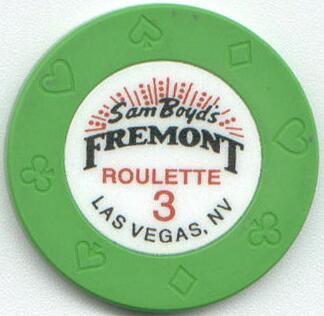 Sam Boyd's
FREMONT
ROULETTE
3
LAS VEGAS, NV